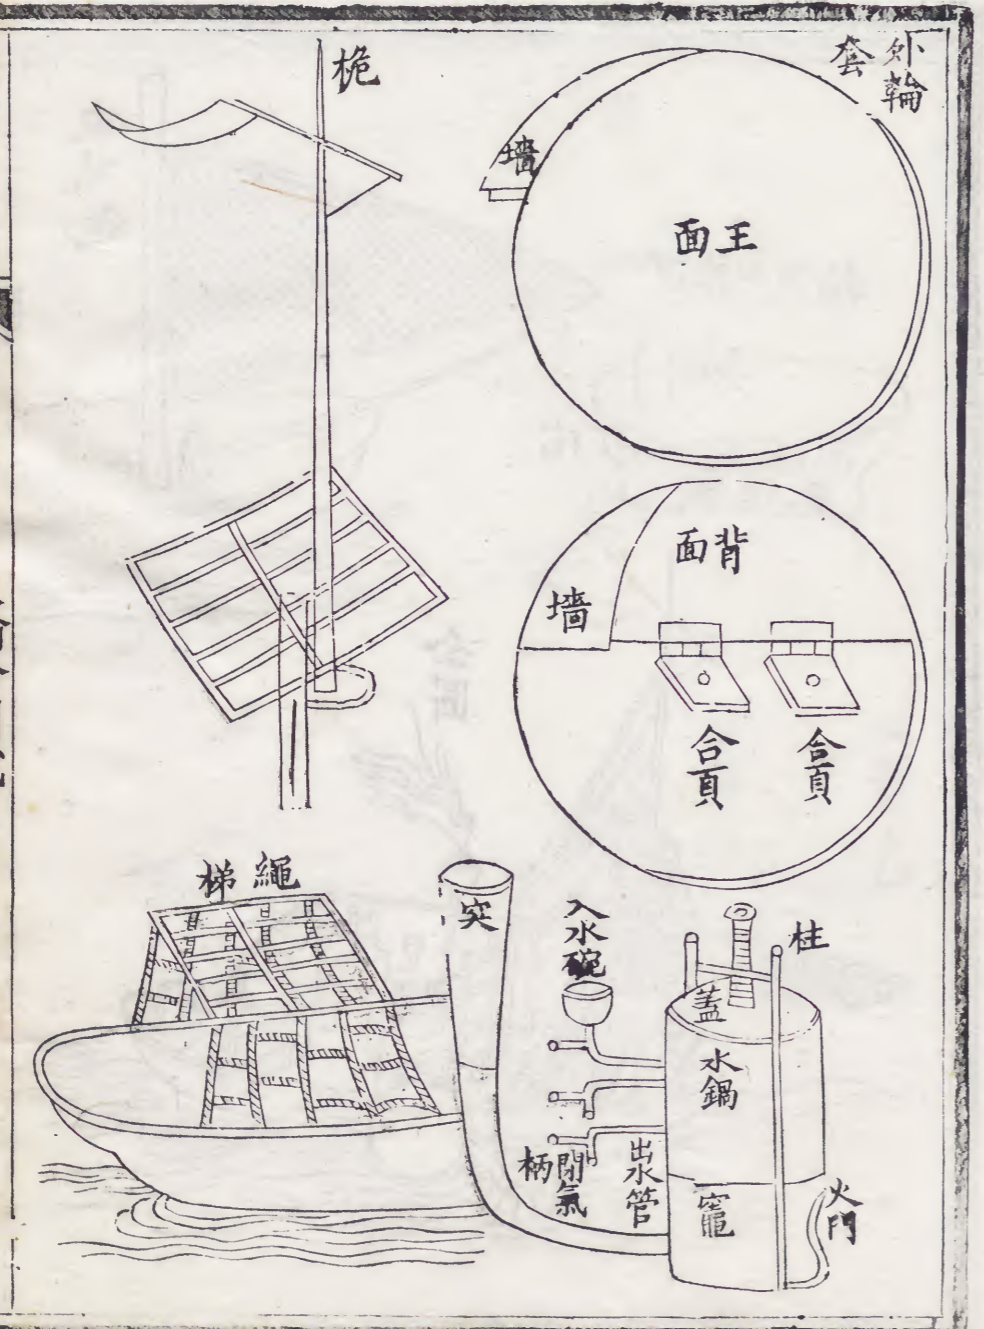 外輪
套
墻
面王
面背
墻
合頁
合頁
桅
梯繩
突
入水碗
柱
蓋
水鍋
出水管
閉氣
柄
竈
火門